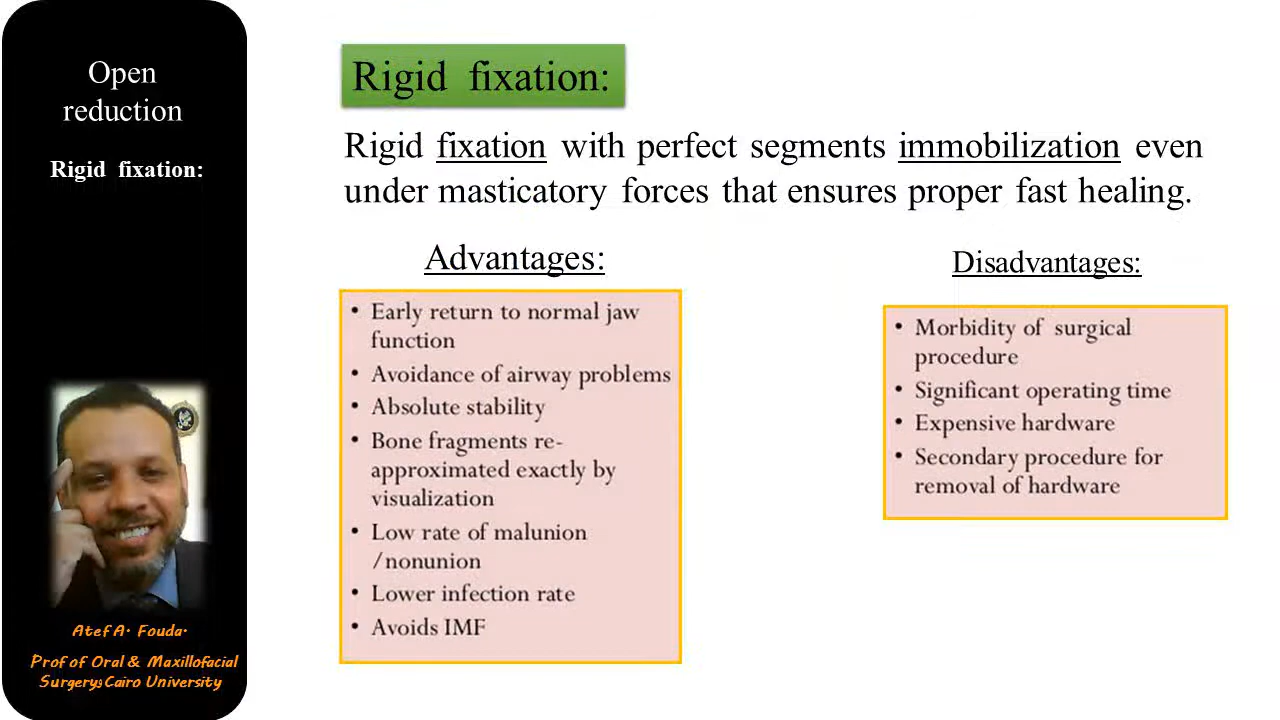 Open
reduction
Rigid fixation:
Atef A. Fouda.
Prof of Oral & Maxillofacial
Surgery, Cairo University
Rigid fixation:
Rigid fixation with perfect segments immobilization even
under masticatory forces that ensures proper fast healing.
Advantages:
• Early return to normal jaw
function
• Avoidance of airway problems
• Absolute stability
• Bone fragments re-
approximated exactly by
visualization
• Low rate of malunion
/nonunion
• Lower infection rate
• Avoids IMF
Disadvantages:
• Morbidity of surgical
procedure
• Significant operating time
• Expensive hardware
• Secondary procedure for
removal of hardware